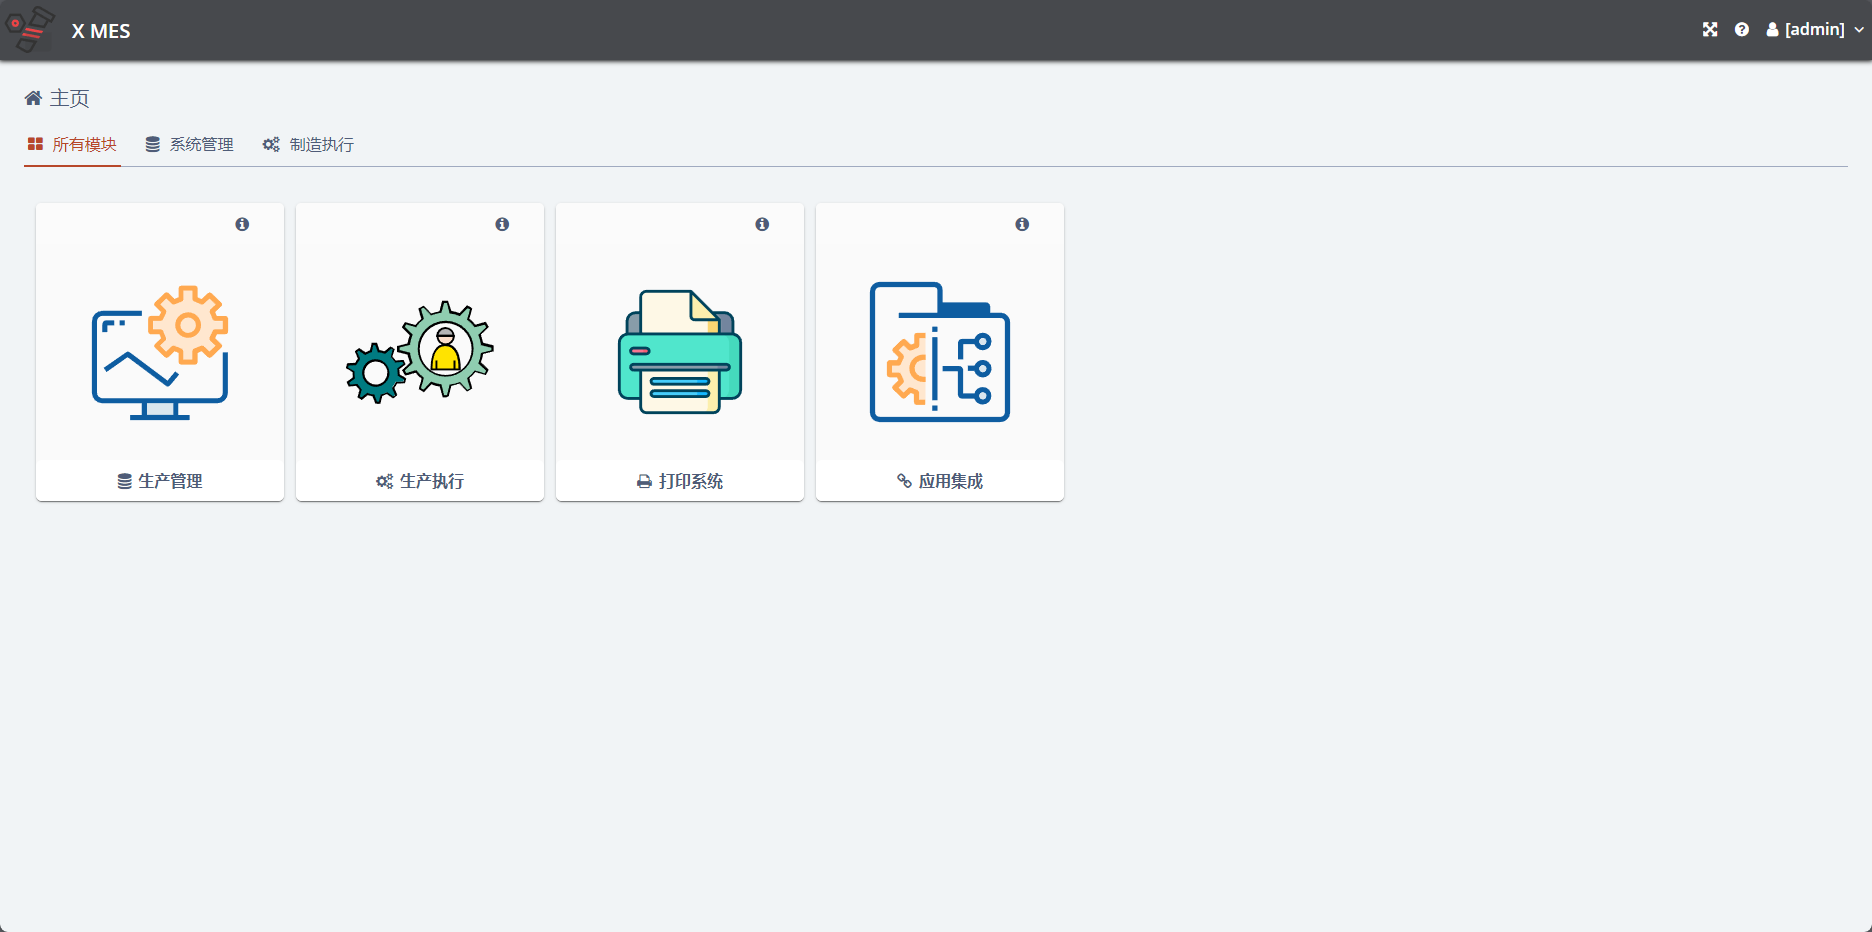 X MES
[admin]
主页
所有模块 系统管理 制造执行
生产管理 生产执行 打印系统 应用集成